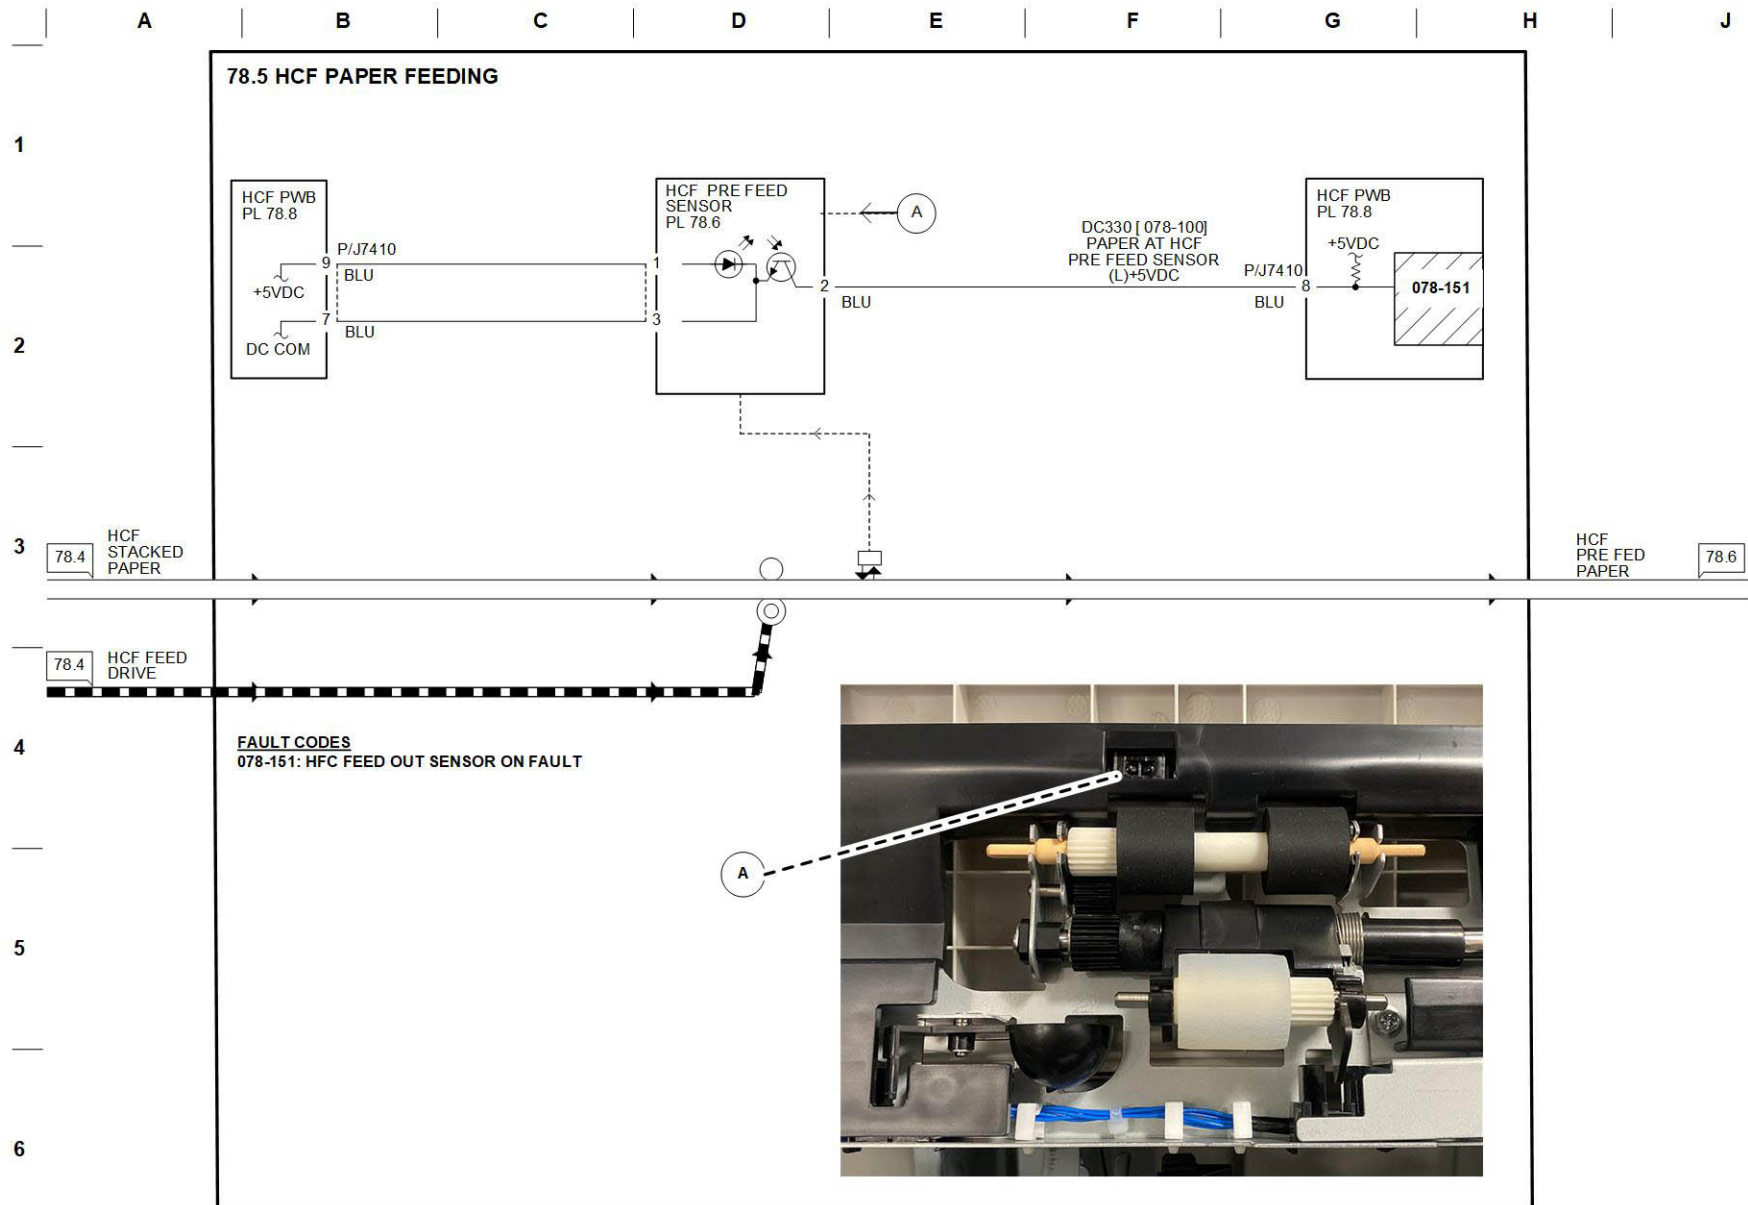 A B C D E F G H J
78.5 HCF PAPER FEEDING
1
HCF PWB
PL 78.8
P/J7410
9
BLU
+5VDC
7
BLU
DC COM
HCF PRE FEED
SENSOR
PL 78.6
1
2
3
BLU
A
DC330 [ 078-100]
PAPER AT HCF
PRE FEED SENSOR
(L)+5VDC
P/J7410
8
BLU
HCF PWB
PL 78.8
+5VDC
078-151
2
3
78.4
HCF
STACKED
PAPER
HCF
PRE FED
PAPER
78.6
78.4
HCF FEED
DRIVE
4
FAULT CODES
078-151: HFC FEED OUT SENSOR ON FAULT
A
5
6